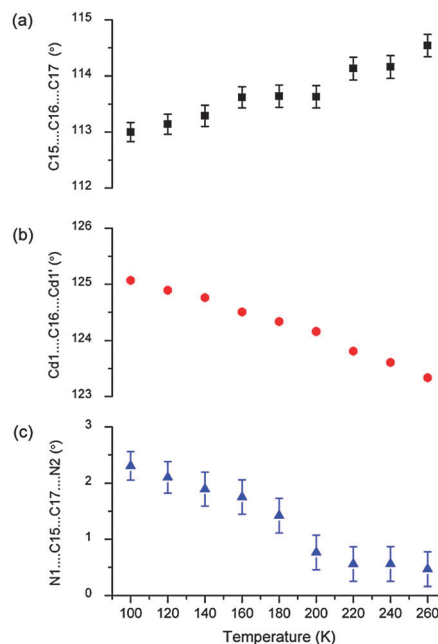 (a)
C15....C16....C17 (°)
115
114
113
112
(b)
Cd1....C16....Cd1' (°)
126
125
124
123
(c)
N1....C15...C17....N2 (°)
3
2
1
0
100 120 140 160 180 200 220 240 260
Temperature (K)